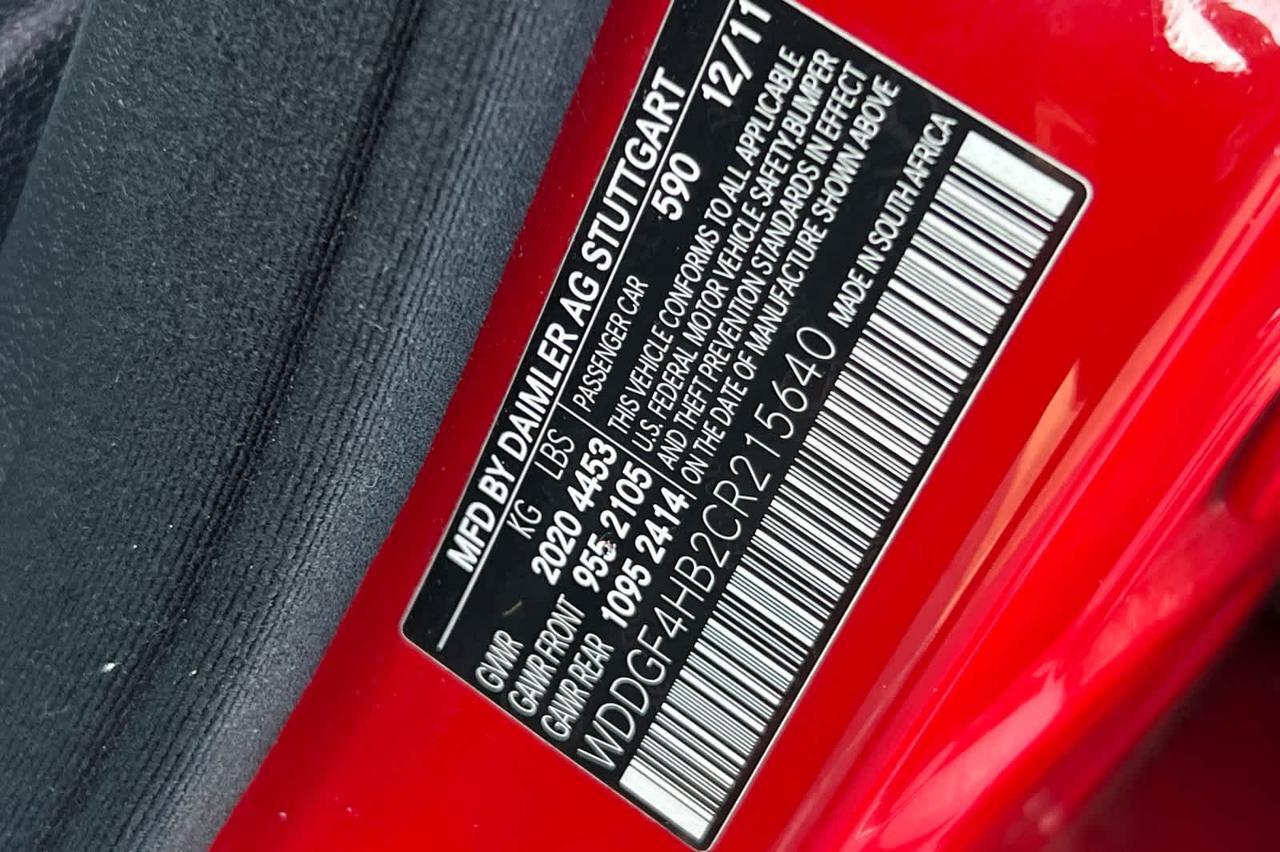 MFD BY DAIMLER AG STUTTGART
590 12/11
KG LBS PASSENGER CAR
GVWR 2020 4453 THIS VEHICLE CONFORMS TO ALL APPLICABLE
GAWR FRONT 955 2105 U.S. FEDERAL MOTOR VEHICLE SAFETY,BUMPER
GAWR REAR 1095 2414 AND THEFT PREVENTION STANDARDS IN EFFECT
ON THE DATE OF MANUFACTURE SHOWN ABOVE
WDDGF4HB2CR215640 MADE IN SOUTH AFRICA